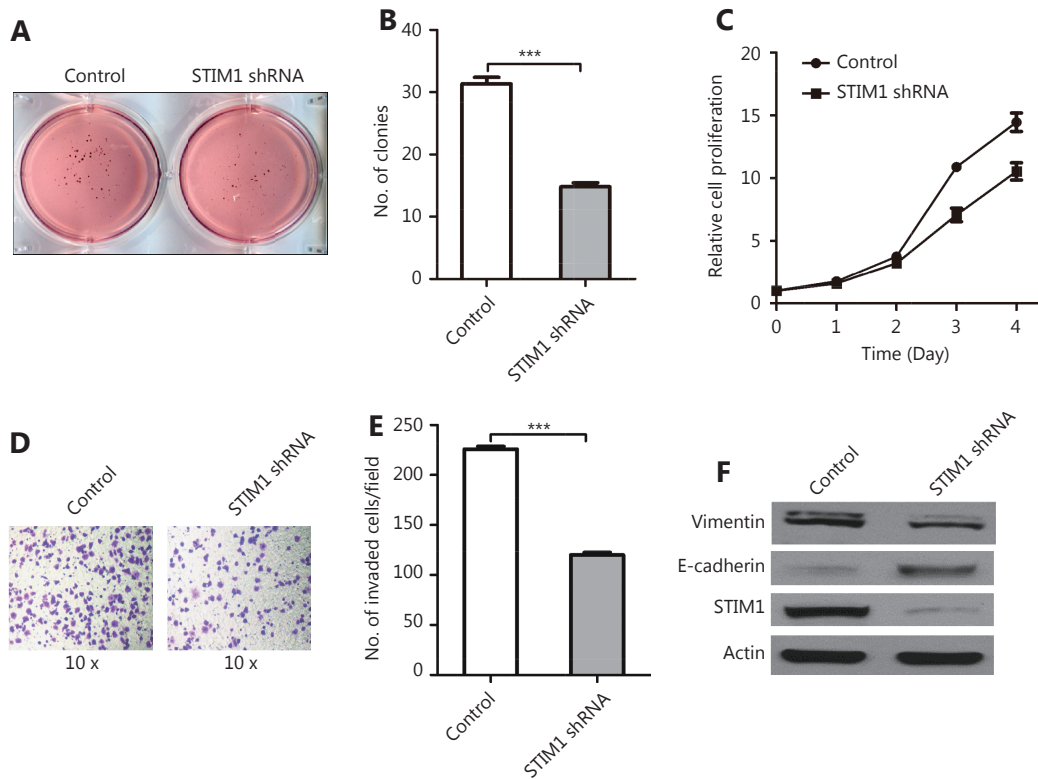 A
Control
STIM1 shRNA
B
40
30
20
10
0
No. of clonies
***
Control
STIM1 shRNA
C
20
15
10
5
0
Relative cell proliferation
Control
STIM1 shRNA
0 1 2 3 4
Time (Day)
D
Control
STIM1 shRNA
10 x
10 x
E
250
200
150
100
50
0
No. of invaded cells/field
***
Control
STIM1 shRNA
F
Control
STIM1 shRNA
Vimentin
E-cadherin
STIM1
Actin